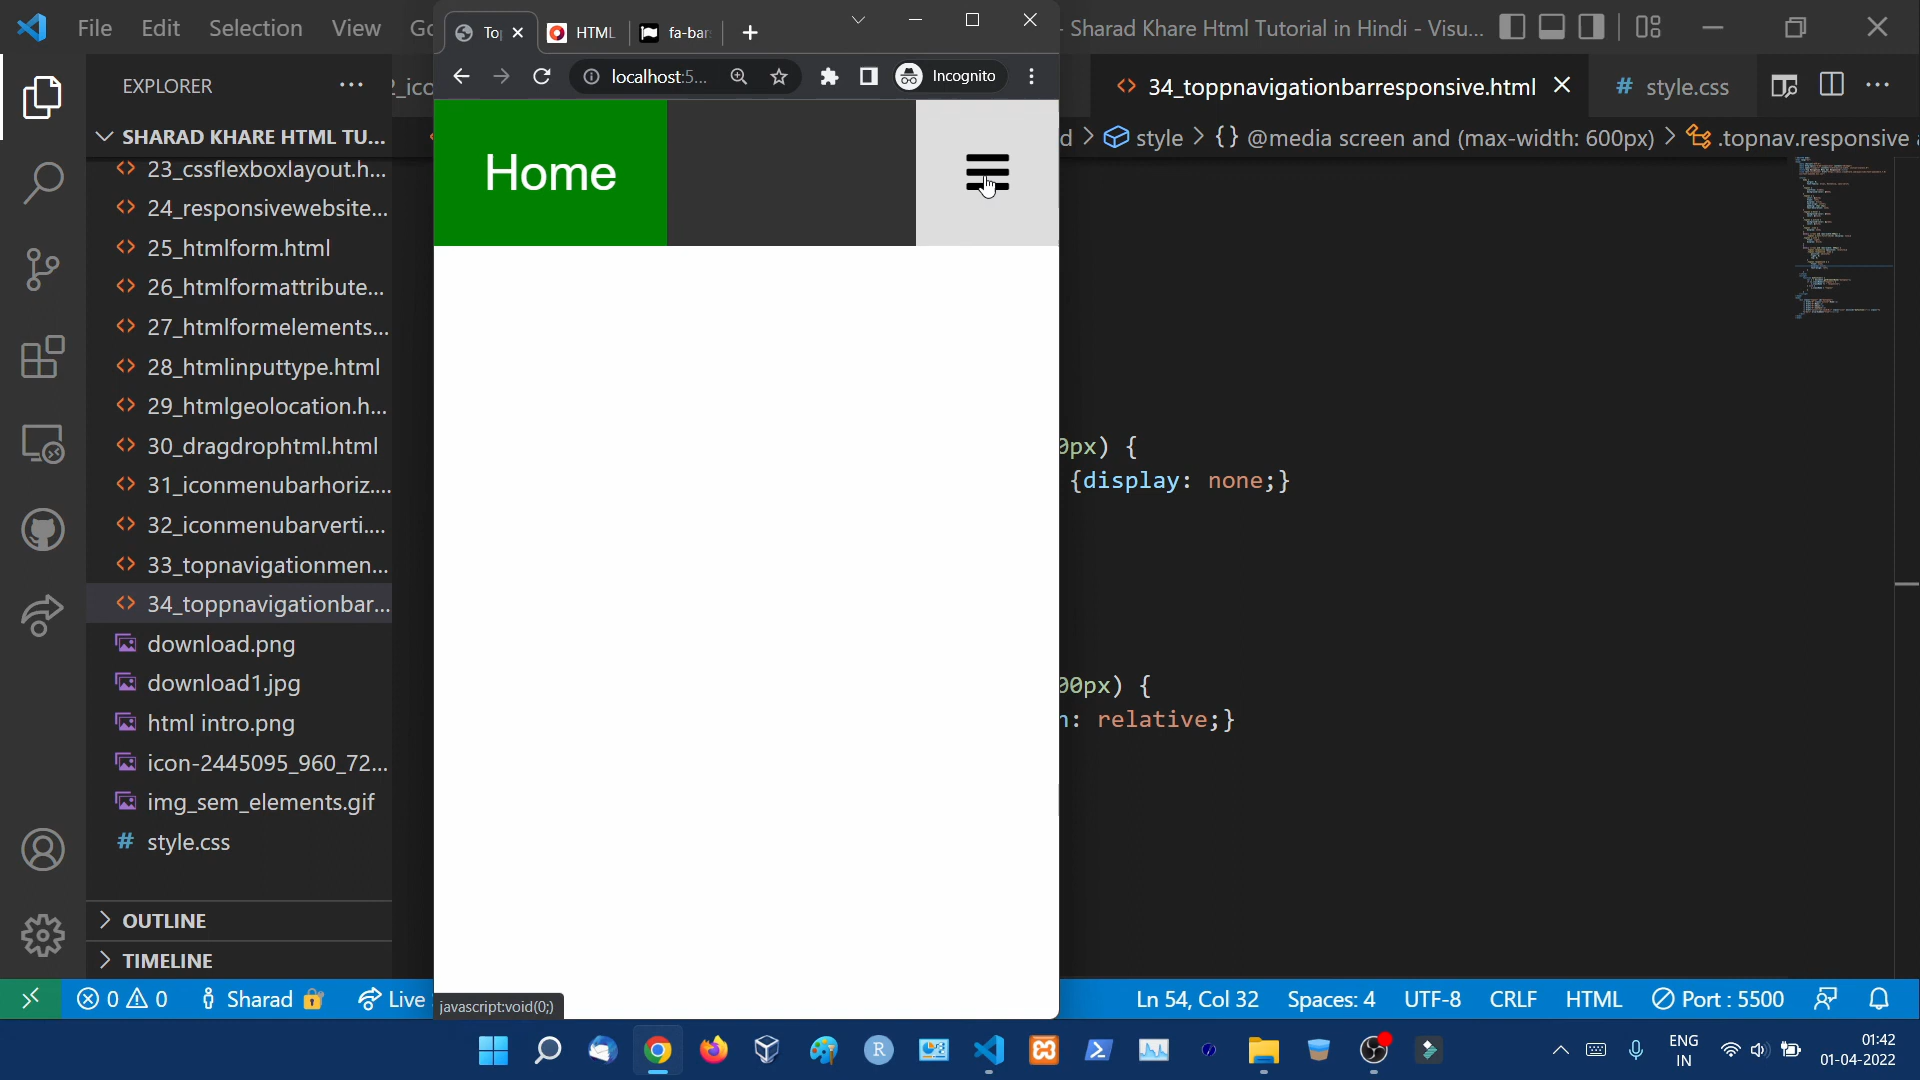 File Edit Selection View Go
- Sharad Khare Html Tutorial in Hindi - Visu...
HTML
fa-bar
localhost:5...
Incognito
EXPLORER
34_toppnavigationbarresponsive.html
# style.css
SHARAD KHARE HTML TU...
style > {} @media screen and (max-width: 600px) > .topnav.responsive
23_cssflexboxlayout.h...
24_responsivewebsite...
25_htmlform.html
26_htmlformattribute...
27_htmlformelements...
28_htmlinputtype.html
29_htmlgeolocation.h...
30_dragdrophtml.html
31_iconmenubarhoriz....
32_iconmenubarverti....
33_topnavigationmen...
34_toppnavigationbar...
download.png
download1.jpg
html intro.png
icon-2445095_960_72...
img_sem_elements.gif
# style.css
OUTLINE
TIMELINE
Home
0px) {
{display: none;}
00px) {
n: relative;}
javascript:void(0;)
0 0 Sharad Live
Ln 54, Col 32 Spaces: 4 UTF-8 CRLF HTML Port : 5500
ENG
IN
01:42
01-04-2022